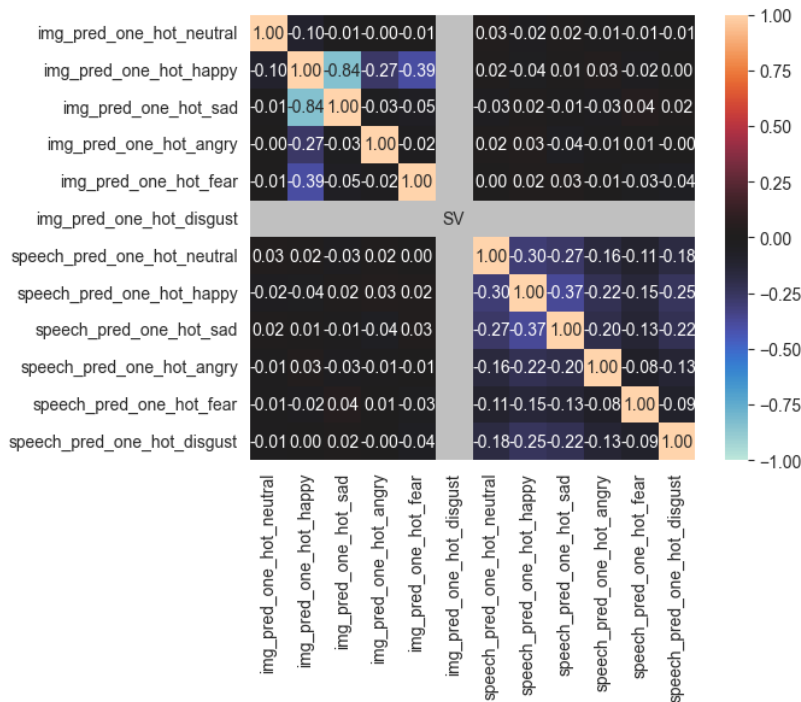 img_pred_one_hot_neutral 1.00 -0.10 -0.01 -0.00 -0.01 0.03 -0.02 0.02 -0.01 -0.01 -0.01
img_pred_one_hot_happy -0.10 1.00 -0.84 -0.27 -0.39 0.02 -0.04 0.01 0.03 -0.02 0.00
img_pred_one_hot_sad -0.01 -0.84 1.00 -0.03 -0.05 -0.03 0.02 -0.01 -0.03 0.04 0.02
img_pred_one_hot_angry -0.00 -0.27 -0.03 1.00 -0.02 0.02 0.03 -0.04 -0.01 0.01 -0.00
img_pred_one_hot_fear -0.01 -0.39 -0.05 -0.02 1.00 0.00 0.02 0.03 -0.01 -0.03 -0.04
img_pred_one_hot_disgust SV
speech_pred_one_hot_neutral 0.03 0.02 -0.03 0.02 0.00 1.00 -0.30 -0.27 -0.16 -0.11 -0.18
speech_pred_one_hot_happy -0.02 -0.04 0.02 0.03 0.02 -0.30 1.00 -0.37 -0.22 -0.15 -0.25
speech_pred_one_hot_sad 0.02 0.01 -0.01 -0.04 0.03 -0.27 -0.37 1.00 -0.20 -0.13 -0.22
speech_pred_one_hot_angry -0.01 0.03 -0.03 -0.01 -0.01 -0.16 -0.22 -0.20 1.00 -0.08 -0.13
speech_pred_one_hot_fear -0.01 -0.02 0.04 0.01 -0.03 -0.11 -0.15 -0.13 -0.08 1.00 -0.09
speech_pred_one_hot_disgust -0.01 0.00 0.02 -0.00 -0.04 -0.18 -0.25 -0.22 -0.13 -0.09 1.00
img_pred_one_hot_neutral
img_pred_one_hot_happy
img_pred_one_hot_sad
img_pred_one_hot_angry
img_pred_one_hot_fear
img_pred_one_hot_disgust
speech_pred_one_hot_neutral
speech_pred_one_hot_happy
speech_pred_one_hot_sad
speech_pred_one_hot_angry
speech_pred_one_hot_fear
speech_pred_one_hot_disgust
1.00
0.75
0.50
0.25
0.00
−0.25
−0.50
−0.75
−1.00